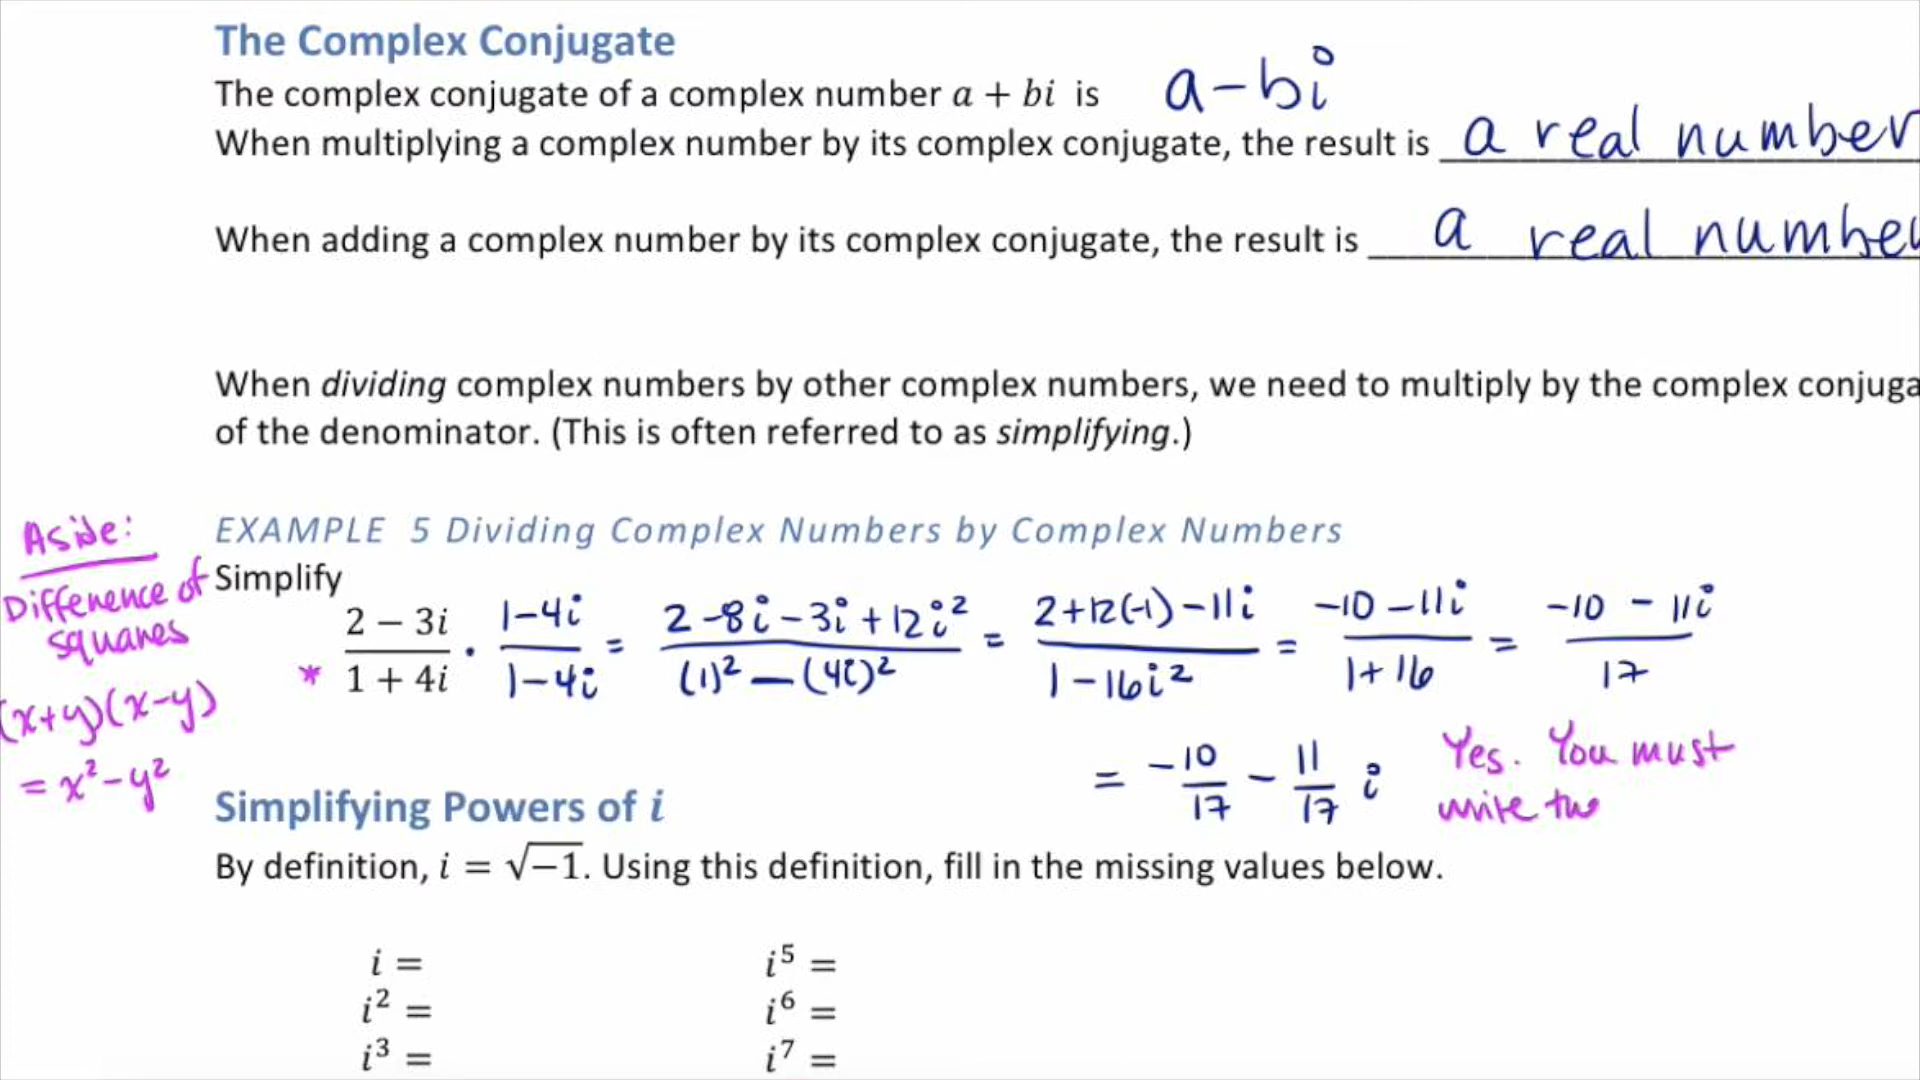 The Complex Conjugate
The complex conjugate of a complex number a + bi is a-bi
When multiplying a complex number by its complex conjugate, the result is a real number
When adding a complex number by its complex conjugate, the result is a real number
When dividing complex numbers by other complex numbers, we need to multiply by the complex conjuga
of the denominator. (This is often referred to as simplifying.)
Aside:
Difference of
squares
(x+y)(x-y)
= x² - y²
EXAMPLE 5 Dividing Complex Numbers by Complex Numbers
Simplify
* (2 − 3i)/(1 + 4i) · (1-4i)/(1-4i) = (2-8i-3i+12i²)/((1)² - (4i)²) = (2+12(-1)-11i)/(1-16i²) = (-10-11i)/(1+16) = (-10 - 11i)/17
= -10/17 - 11/17 i
Yes. You must
write two
Simplifying Powers of i
By definition, i = √−1. Using this definition, fill in the missing values below.
i =
i² =
i³ =
i⁵ =
i⁶ =
i⁷ =